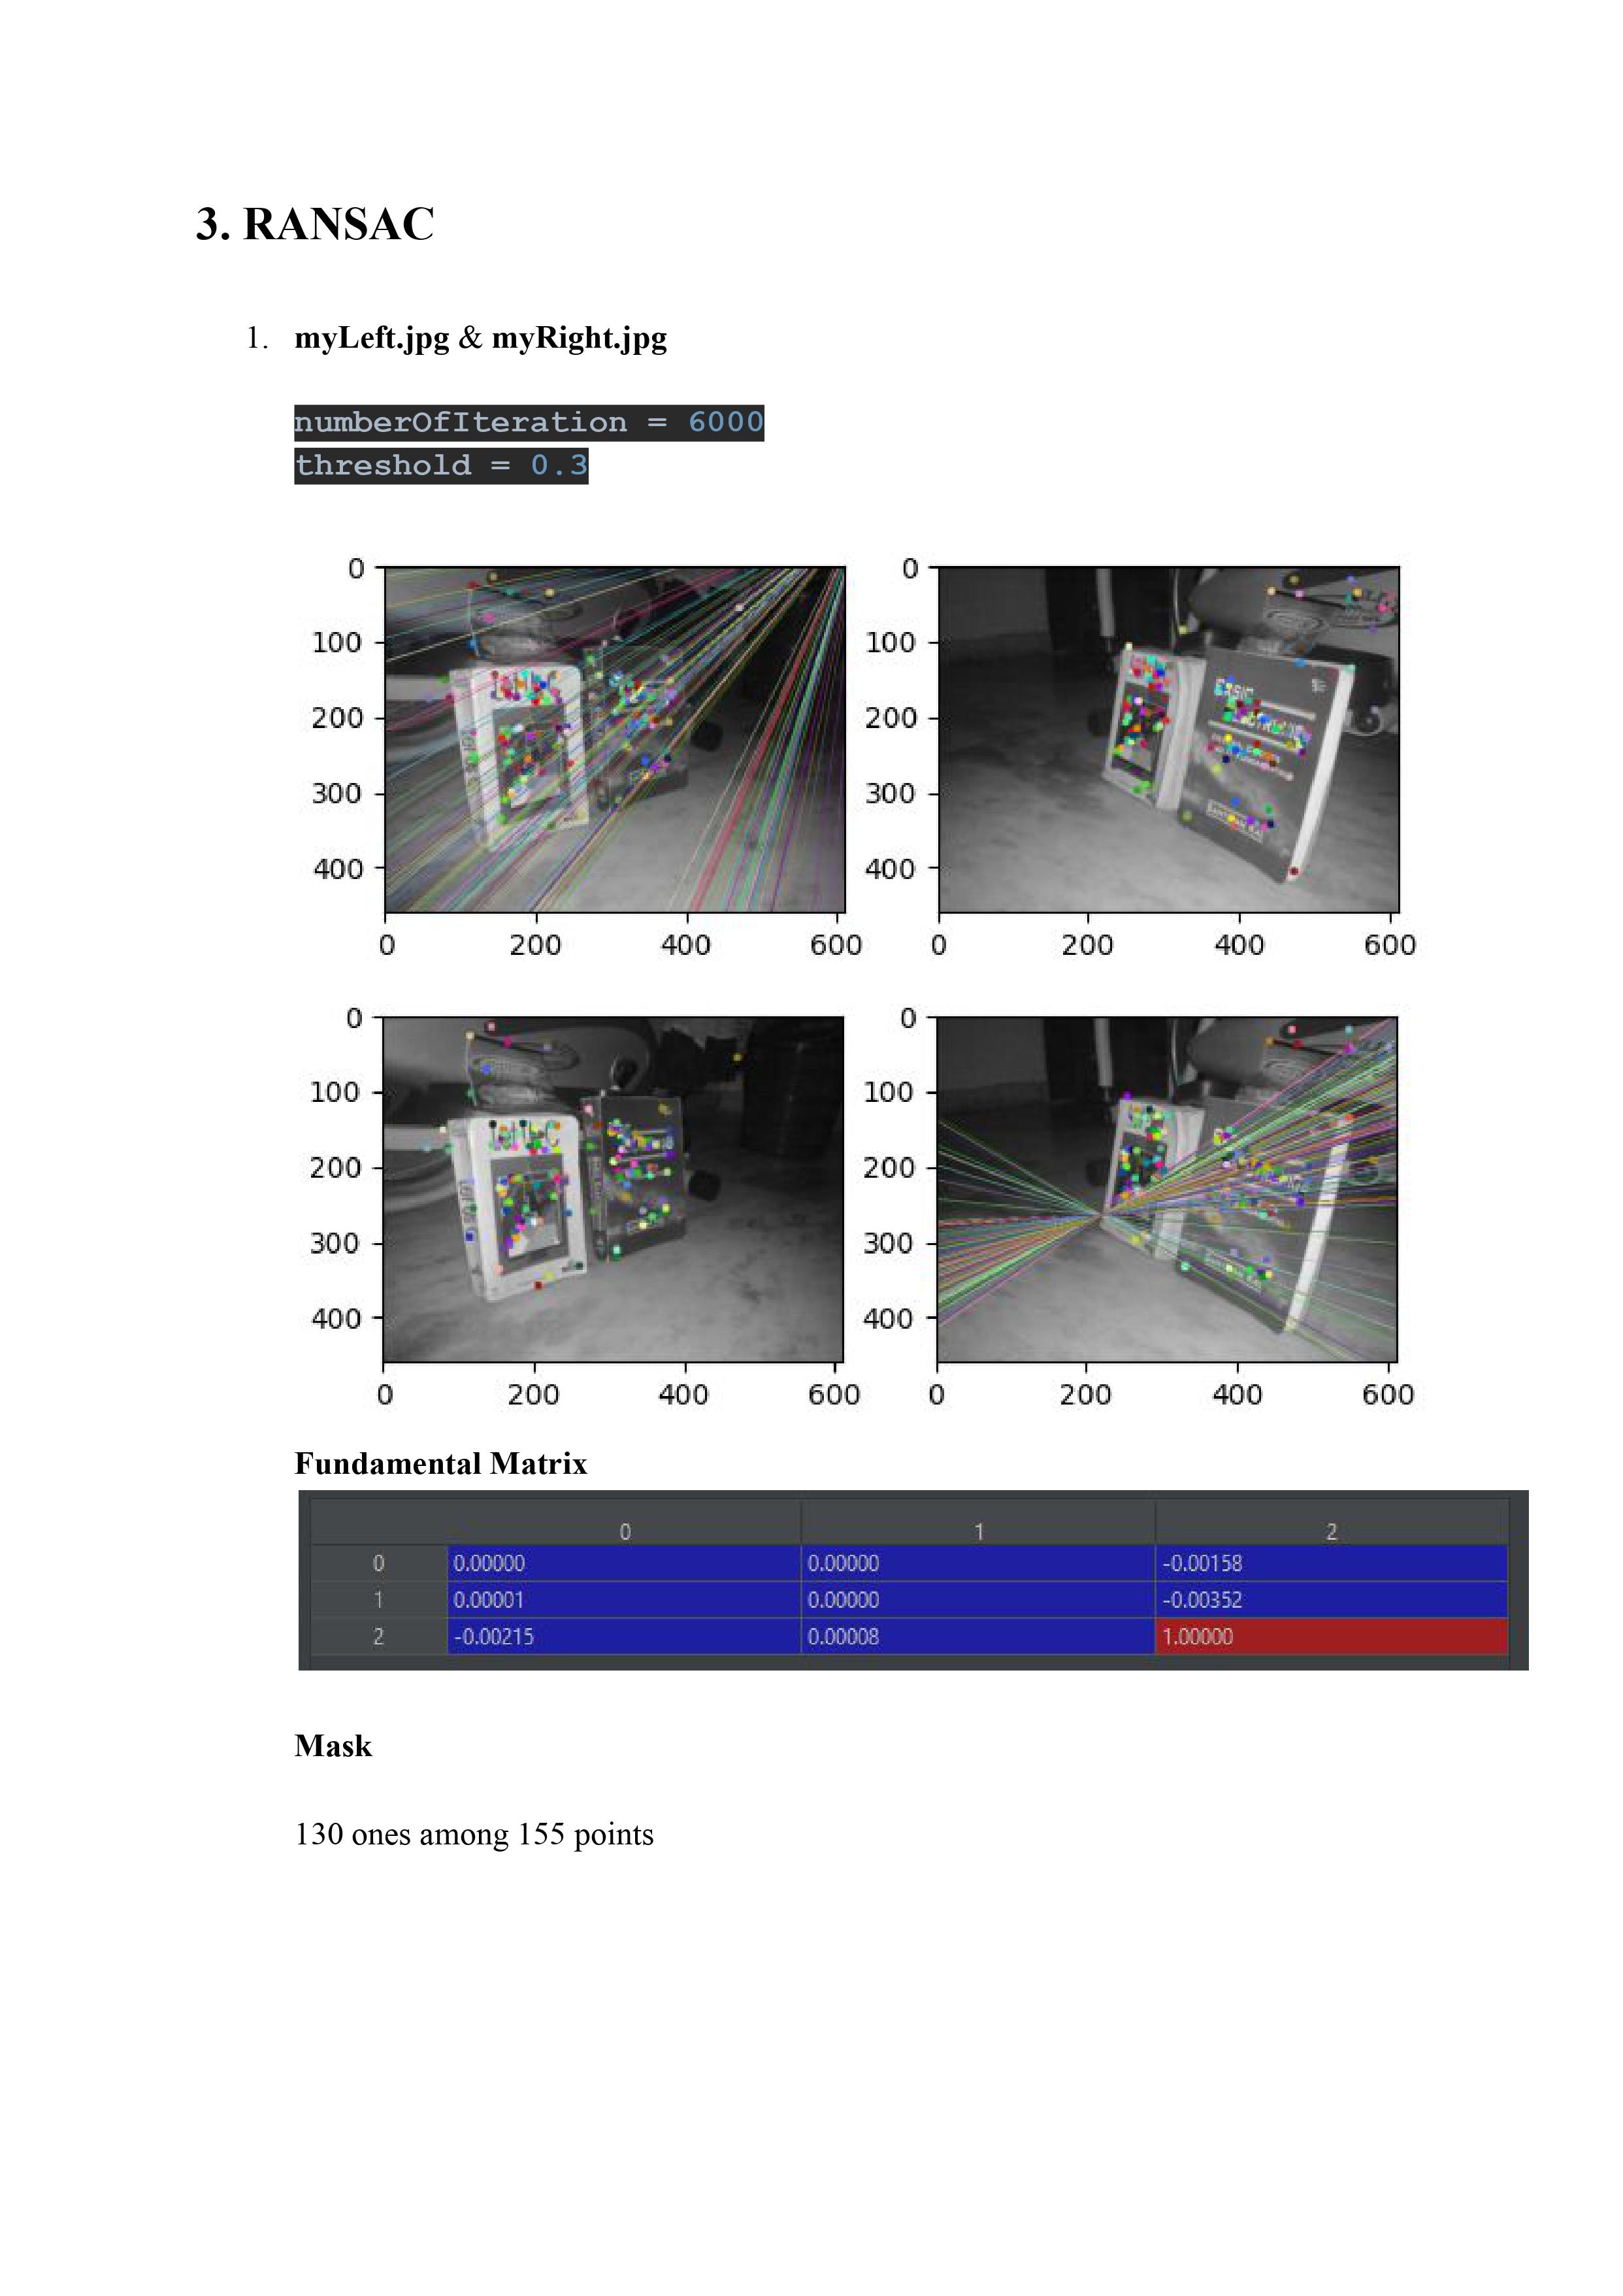 3. RANSAC
1. myLeft.jpg & myRight.jpg
numberOfIteration = 6000
threshold = 0.3
0
100
200
300
400
0 200 400 600
0
100
200
300
400
0 200 400 600
0
100
200
300
400
0 200 400 600
0
100
200
300
400
0 200 400 600
Fundamental Matrix
0 1 2
0 0.00000 0.00000 -0.00158
1 0.00001 0.00000 -0.00352
2 -0.00215 0.00008 1.00000
Mask
130 ones among 155 points